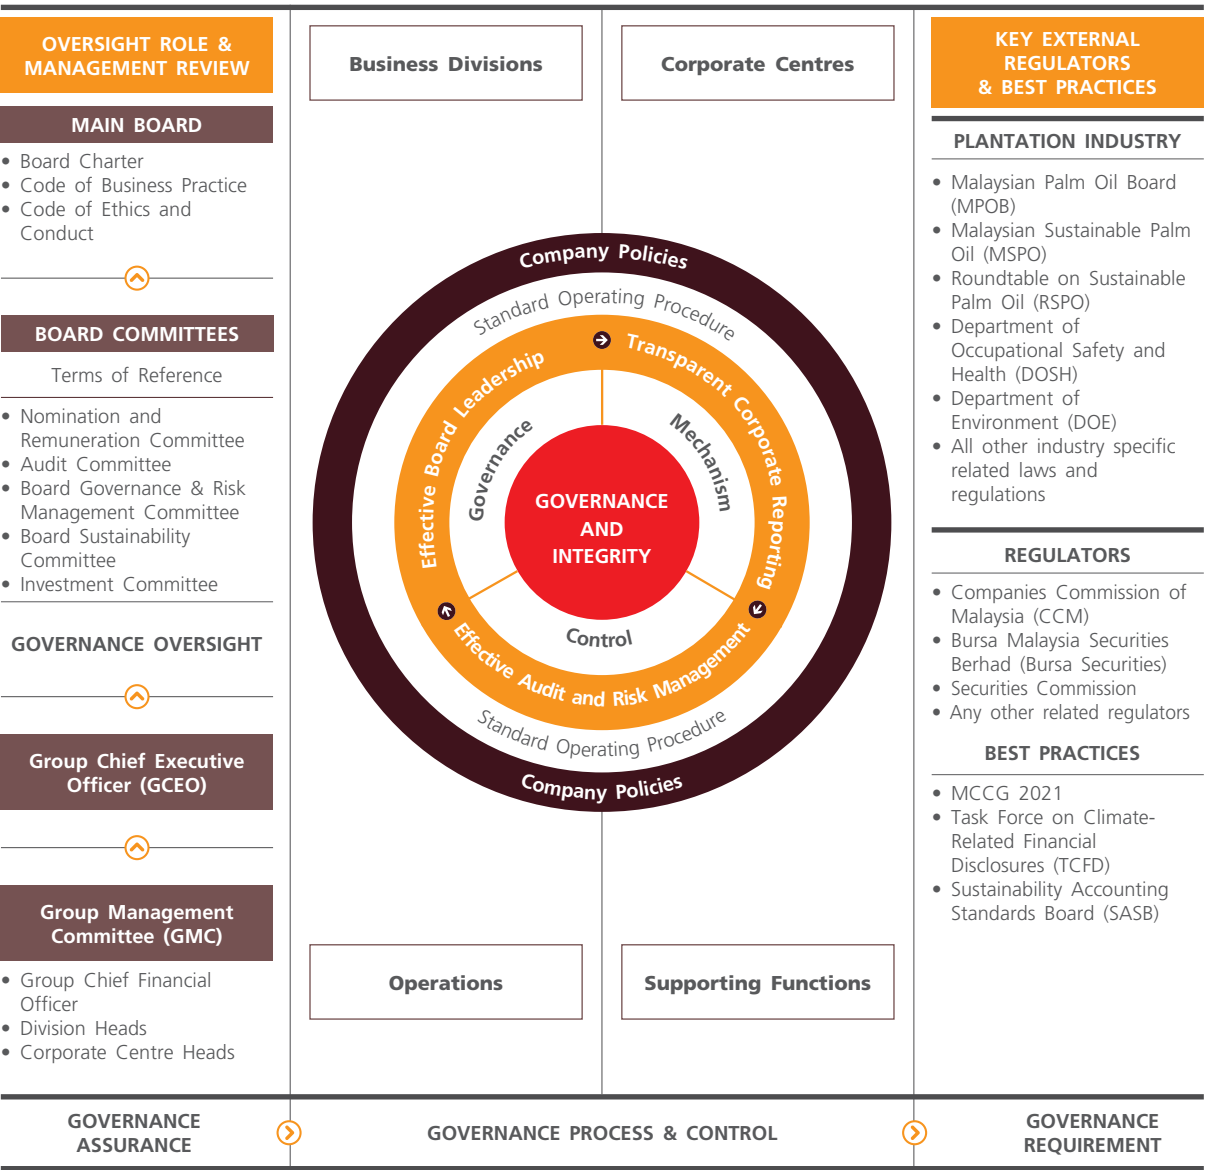 OVERSIGHT ROLE &
MANAGEMENT REVIEW
MAIN BOARD
• Board Charter
• Code of Business Practice
• Code of Ethics and
Conduct
BOARD COMMITTEES
Terms of Reference
• Nomination and
Remuneration Committee
• Audit Committee
• Board Governance & Risk
Management Committee
• Board Sustainability
Committee
• Investment Committee
GOVERNANCE OVERSIGHT
Group Chief Executive
Officer (GCEO)
Group Management
Committee (GMC)
• Group Chief Financial
Officer
• Division Heads
• Corporate Centre Heads
Business Divisions
Corporate Centres
Company Policies
Standard Operating Procedure
Effective Board Leadership
Transparent Corporate Reporting
Governance
Mechanism
GOVERNANCE
AND
INTEGRITY
Control
Effective Audit and Risk Management
Standard Operating Procedure
Company Policies
Operations
Supporting Functions
KEY EXTERNAL
REGULATORS
& BEST PRACTICES
PLANTATION INDUSTRY
• Malaysian Palm Oil Board
(MPOB)
• Malaysian Sustainable Palm
Oil (MSPO)
• Roundtable on Sustainable
Palm Oil (RSPO)
• Department of
Occupational Safety and
Health (DOSH)
• Department of
Environment (DOE)
• All other industry specific
related laws and
regulations
REGULATORS
• Companies Commission of
Malaysia (CCM)
• Bursa Malaysia Securities
Berhad (Bursa Securities)
• Securities Commission
• Any other related regulators
BEST PRACTICES
• MCCG 2021
• Task Force on Climate-
Related Financial
Disclosures (TCFD)
• Sustainability Accounting
Standards Board (SASB)
GOVERNANCE
ASSURANCE
GOVERNANCE PROCESS & CONTROL
GOVERNANCE
REQUIREMENT